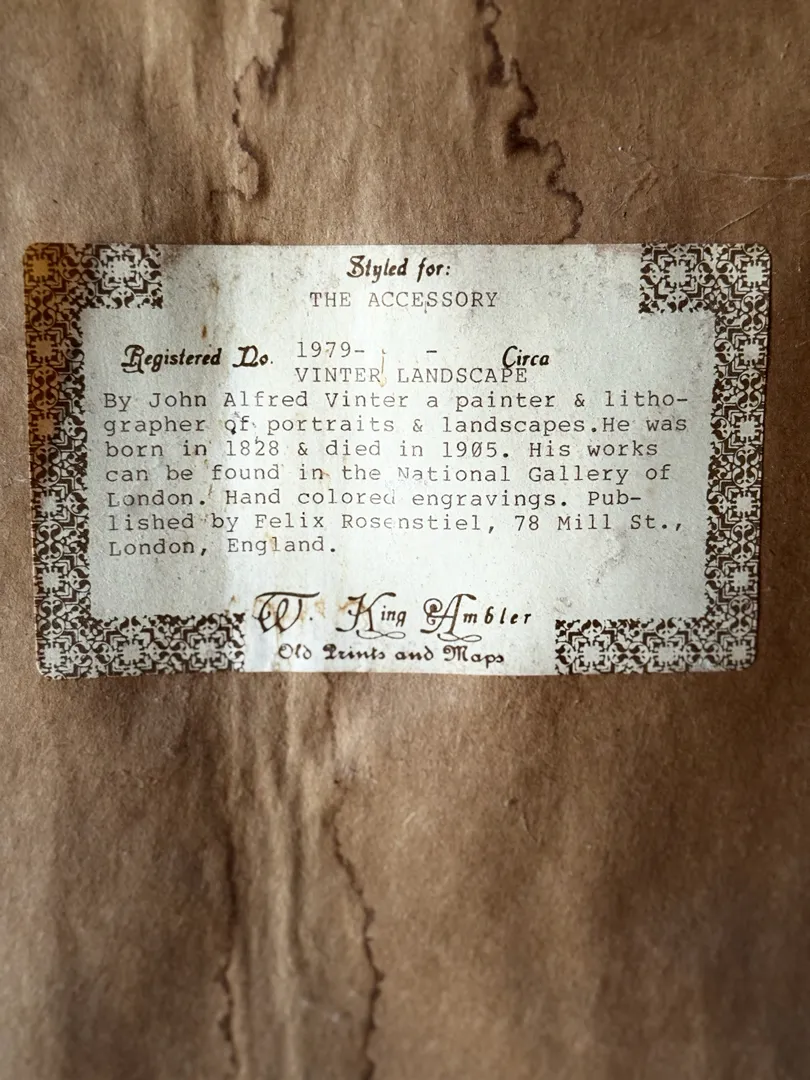 Styled for:
THE ACCESSORY
Registered No. 1979- - Circa
VINTER LANDSCAPE
By John Alfred Vinter a painter & litho-
grapher of portraits & landscapes.He was
born in 1828 & died in 1905. His works
can be found in the National Gallery of
London. Hand colored engravings. Pub-
lished by Felix Rosenstiel, 78 Mill St.,
London, England.
W. King Ambler
Old Prints and Maps